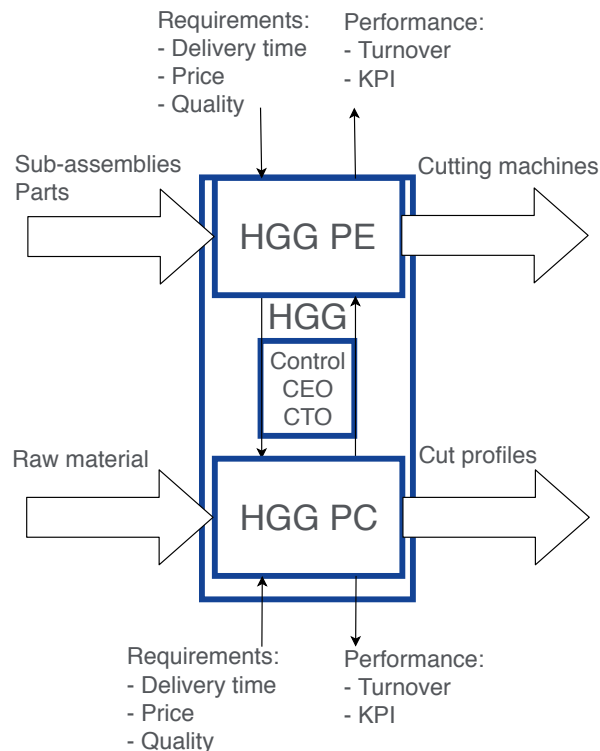 Requirements:
- Delivery time
- Price
- Quality
Performance:
- Turnover
- KPI
Sub-assemblies
Parts
Cutting machines
HGG PE
HGG
Control
CEO
CTO
Raw material
Cut profiles
HGG PC
Requirements:
- Delivery time
- Price
- Quality
Performance:
- Turnover
- KPI